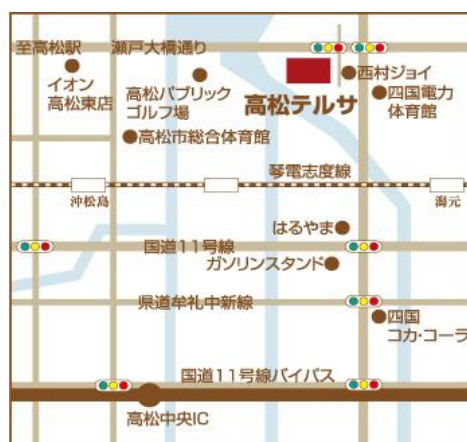 至高松駅
瀬戸大橋通り
イオン
高松東店
高松パブリック
ゴルフ場
高松テルサ
西村ジョイ
四国電力
体育館
高松市総合体育館
琴電志度線
沖松島
潟元
はるやま
国道11号線
ガソリンスタンド
県道牟礼中新線
四国
コカ・コーラ
国道11号線バイパス
高松中央IC